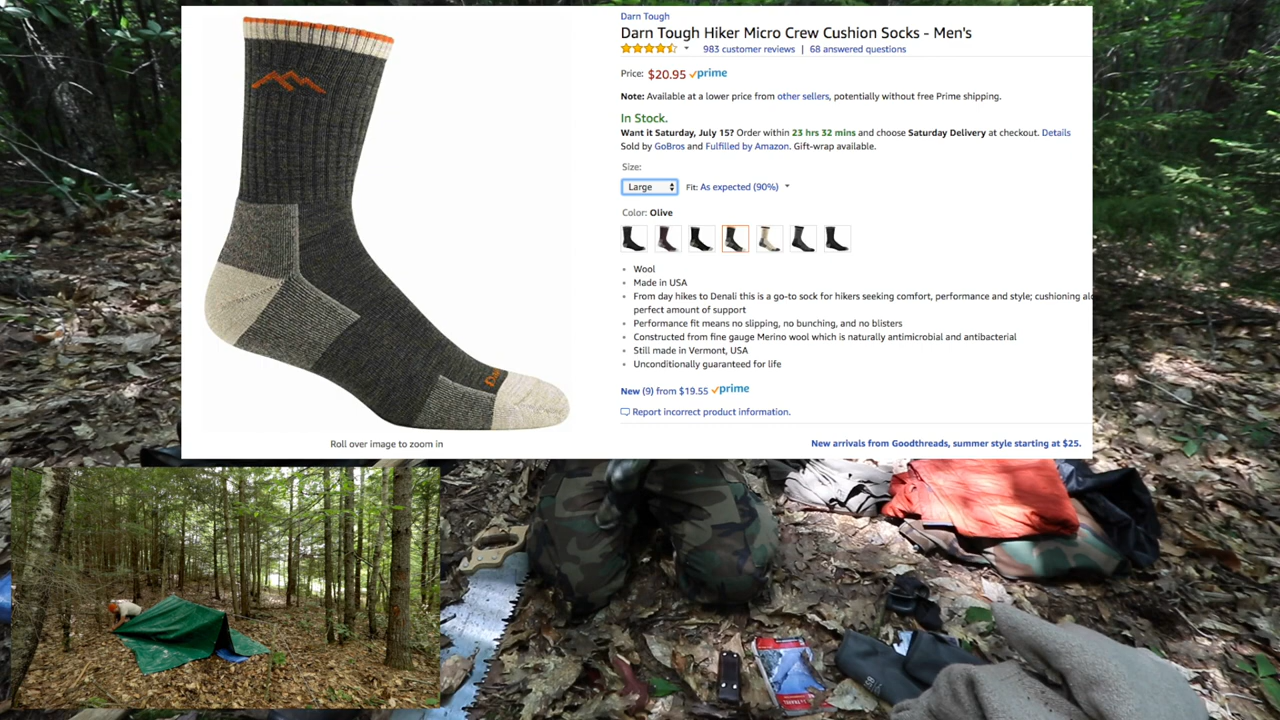 Darn Tough
Darn Tough Hiker Micro Crew Cushion Socks - Men's
983 customer reviews | 68 answered questions
Price: $20.95 prime
Note: Available at a lower price from other sellers, potentially without free Prime shipping.
In Stock.
Want it Saturday, July 15? Order within 23 hrs 32 mins and choose Saturday Delivery at checkout. Details
Sold by GoBros and Fulfilled by Amazon. Gift-wrap available.
Size:
Large Fit: As expected (90%)
Color: Olive
Wool
Made in USA
From day hikes to Denali this is a go-to sock for hikers seeking comfort, performance and style; cushioning
perfect amount of support
Performance fit means no slipping, no bunching, and no blisters
Constructed from fine gauge Merino wool which is naturally antimicrobial and antibacterial
Still made in Vermont, USA
Unconditionally guaranteed for life
New (9) from $19.55 prime
Report incorrect product information.
Roll over image to zoom in
New arrivals from Goodthreads, summer style starting at $25.